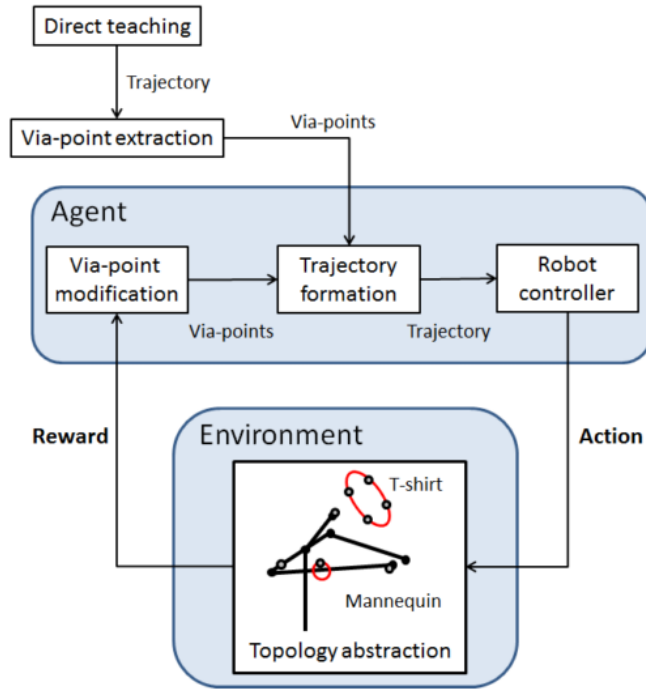 Direct teaching
Trajectory
Via-point extraction
Via-points
Agent
Via-point
modification
Trajectory
formation
Robot
controller
Via-points
Trajectory
Reward
Environment
Action
T-shirt
Mannequin
Topology abstraction